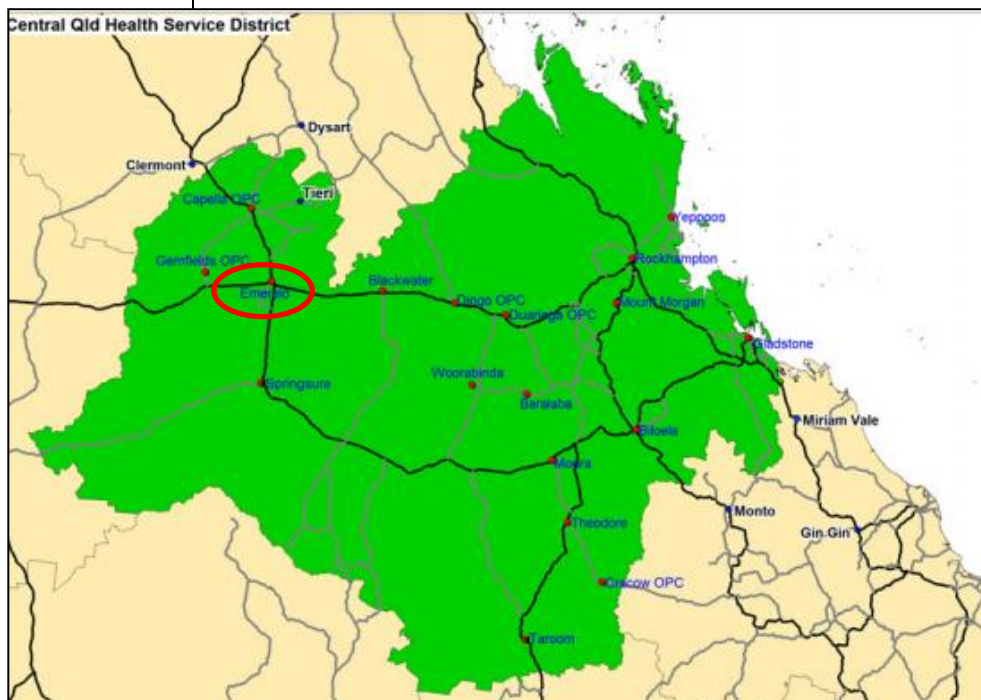 Central Qld Health Service District
Dysart
Clermont
Tieri
Capella OPC
Yeppoon
Gemfields OPC
Rockhampton
Emerald
Blackwater
Dingo OPC
Mount Morgan
Duaringa OPC
Gladstone
Springsure
Woorabinda
Baralaba
Miriam Vale
Biloela
Moura
Monto
Theodore
Gin Gin
Cracow OPC
Taroom